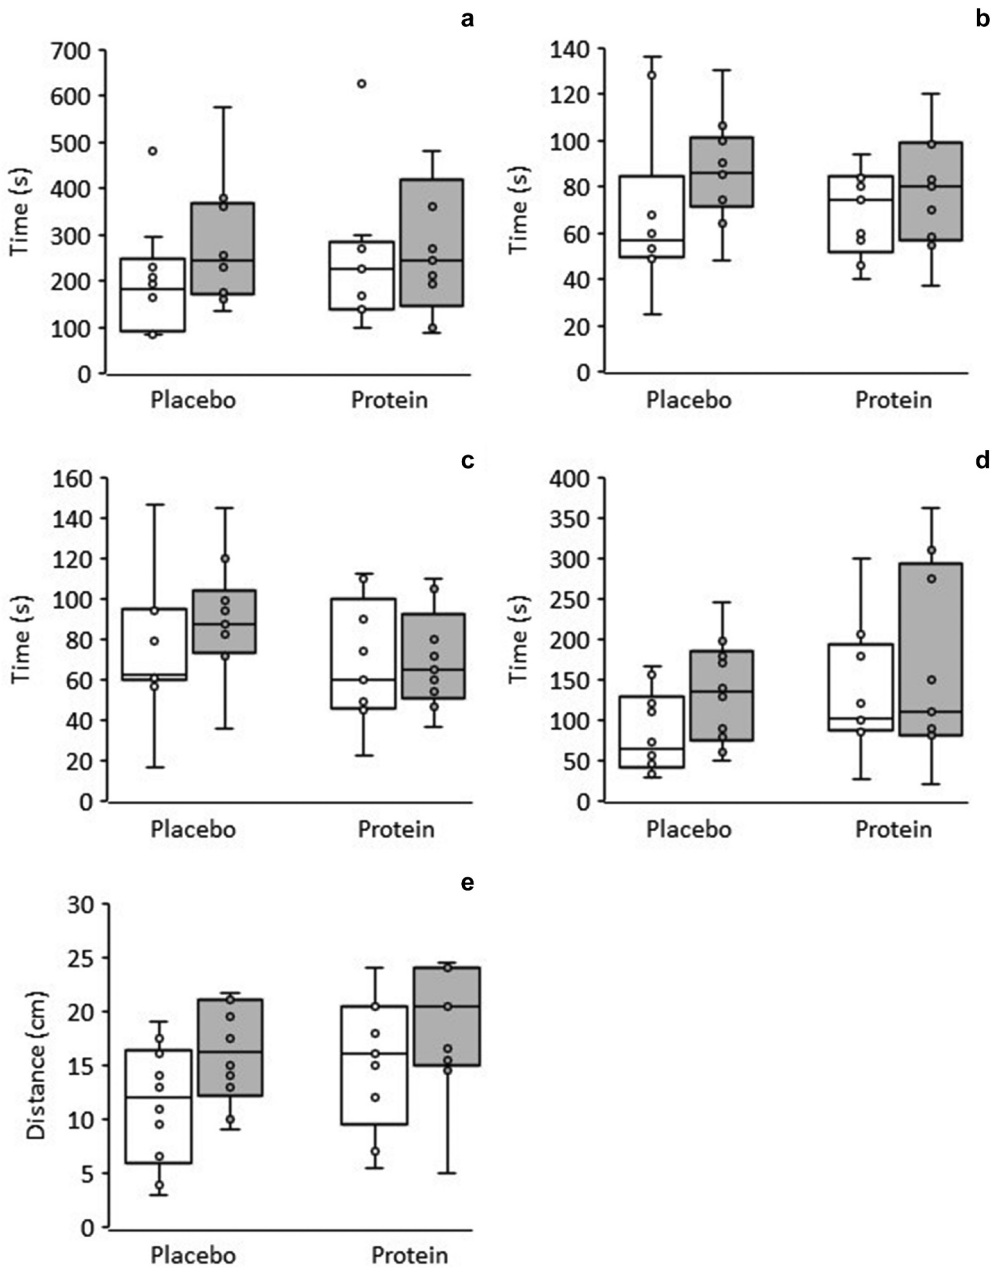 a
700
600
500
400
300
200
100
0
Time (s)
Placebo
Protein
b
140
120
100
80
60
40
20
0
Time (s)
Placebo
Protein
c
160
140
120
100
80
60
40
20
0
Time (s)
Placebo
Protein
d
400
350
300
250
200
150
100
50
0
Time (s)
Placebo
Protein
e
30
25
20
15
10
5
0
Distance (cm)
Placebo
Protein